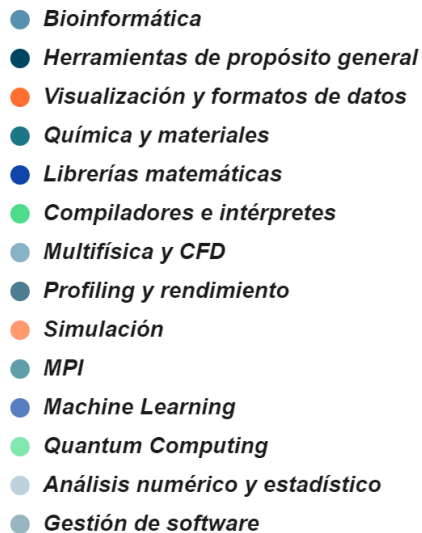 Bioinformática
Herramientas de propósito general
Visualización y formatos de datos
Química y materiales
Librerías matemáticas
Compiladores e intérpretes
Multifísica y CFD
Profiling y rendimiento
Simulación
MPI
Machine Learning
Quantum Computing
Análisis numérico y estadístico
Gestión de software